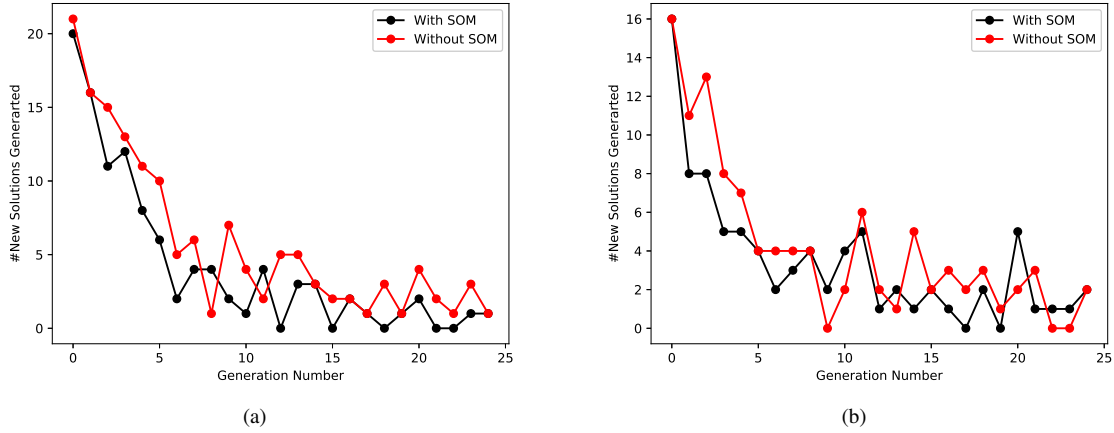 With SOM
Without SOM
#New Solutions Generarted
20
15
10
5
0
0 5 10 15 20 25
Generation Number
(a)
With SOM
Without SOM
#New Solutions Generarted
16
14
12
10
8
6
4
2
0
0 5 10 15 20 25
Generation Number
(b)